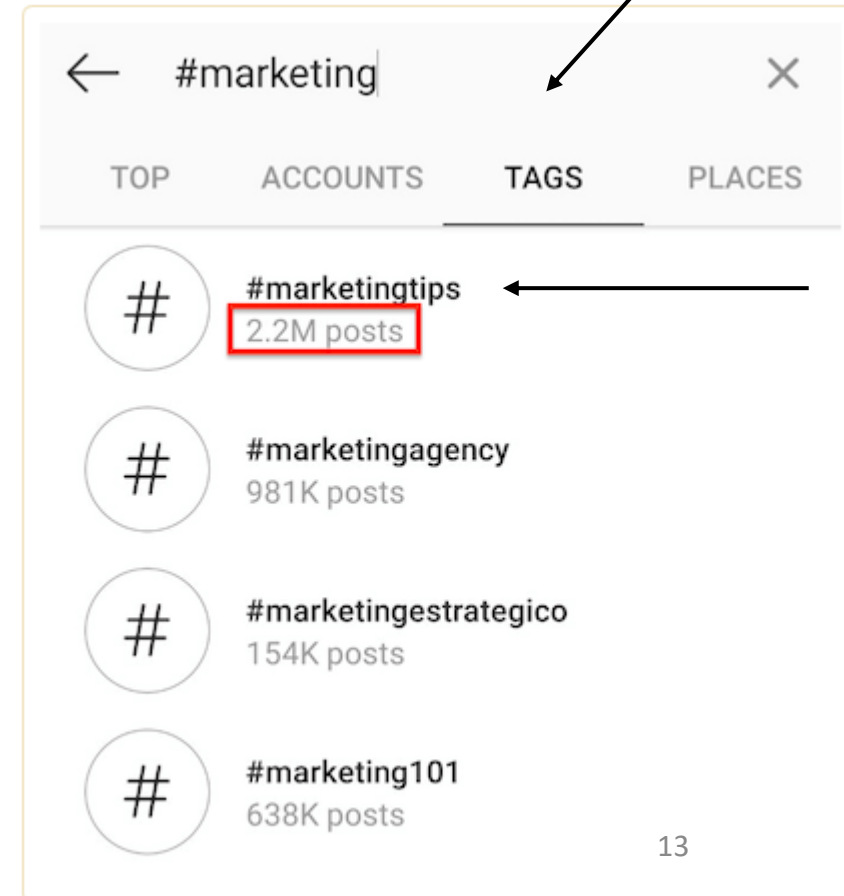 ← #marketing ×
TOP ACCOUNTS TAGS PLACES
# #marketingtips
2.2M posts
# #marketingagency
981K posts
# #marketingestrategico
154K posts
# #marketing101
638K posts
13